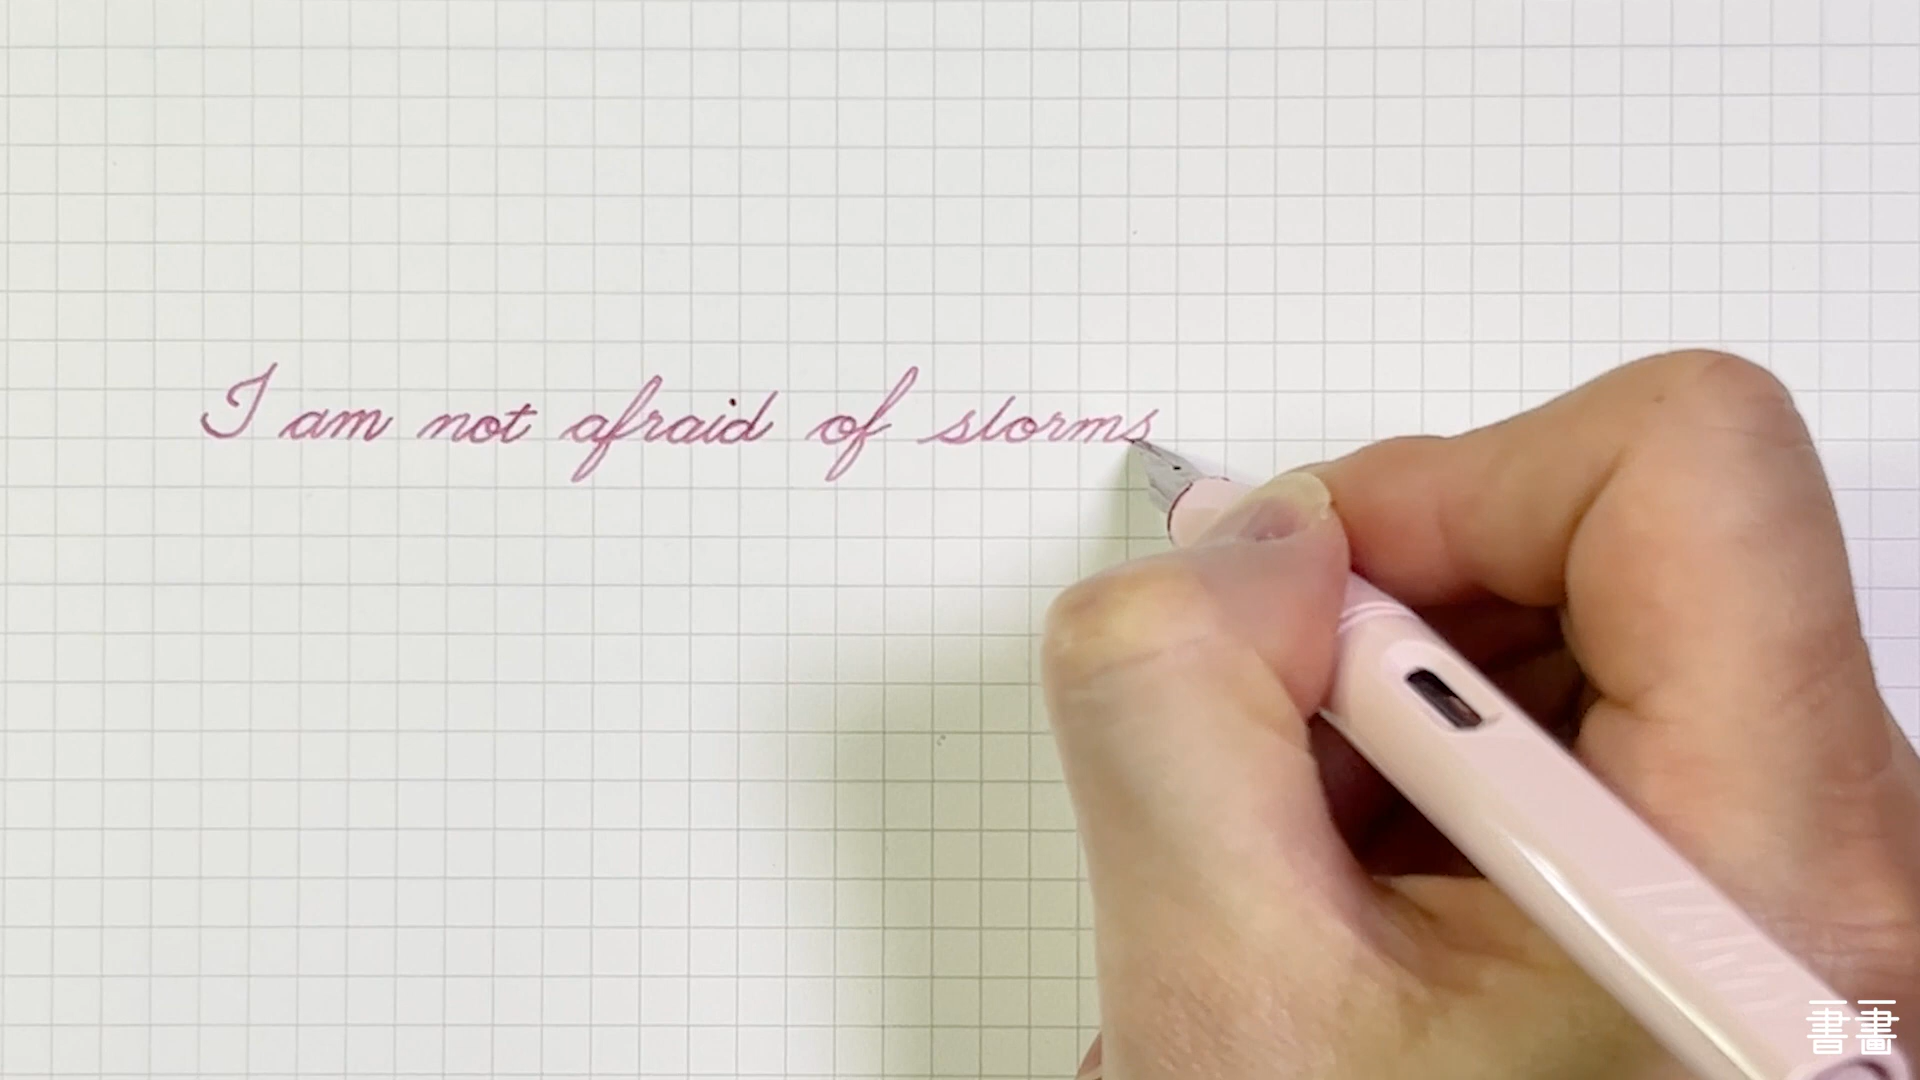 I am not afraid of storms
書畫